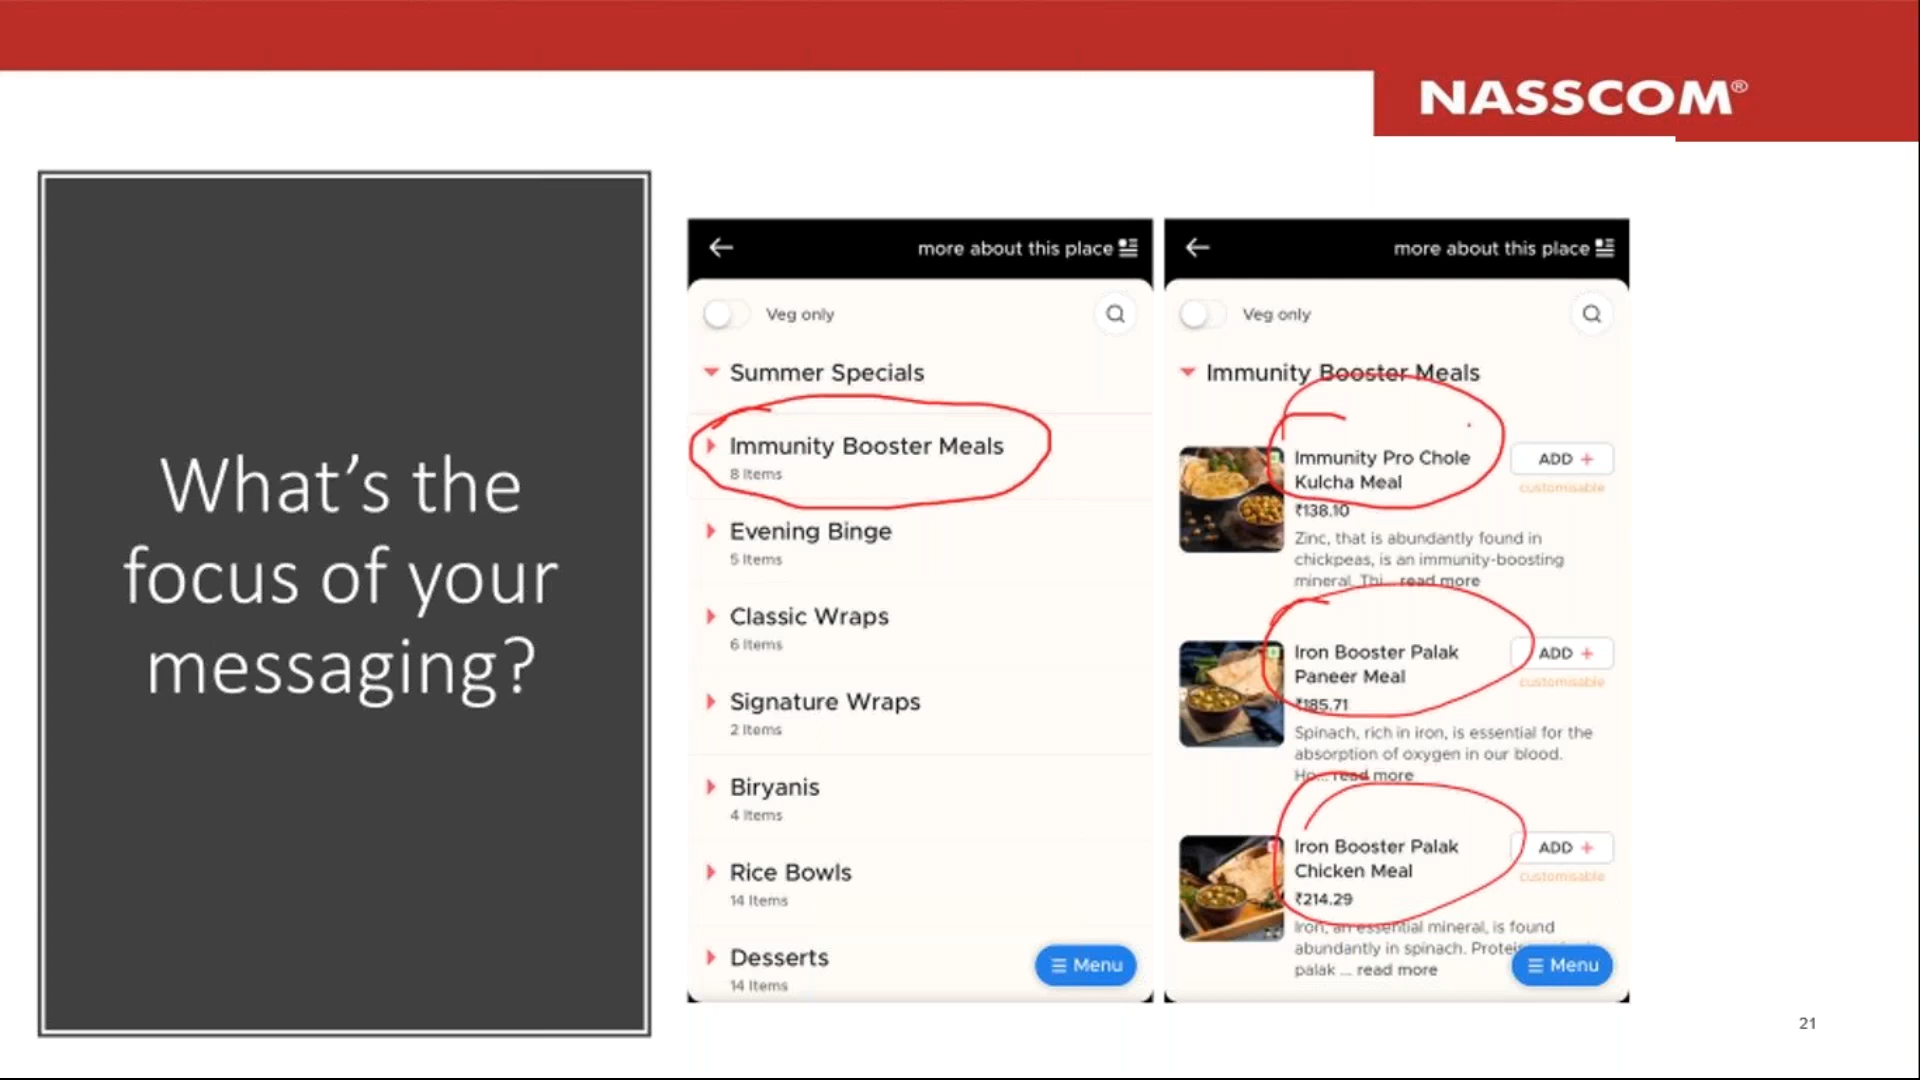 NASSCOM®
What's the
focus of your
messaging?
more about this place
Veg only
Summer Specials
Immunity Booster Meals
8 Items
Evening Binge
5 Items
Classic Wraps
6 Items
Signature Wraps
2 Items
Biryanis
4 Items
Rice Bowls
14 Items
Desserts
14 Items
Menu
more about this place
Veg only
Immunity Booster Meals
Immunity Pro Chole
Kulcha Meal
₹138.10
Zinc, that is abundantly found in
chickpeas, is an immunity-boosting
mineral. Thi... read more
ADD +
customisable
Iron Booster Palak
Paneer Meal
₹185.71
Spinach, rich in iron, is essential for the
absorption of oxygen in our blood.
Ho... read more
ADD +
customisable
Iron Booster Palak
Chicken Meal
₹214.29
Iron, an essential mineral, is found
abundantly in spinach.
palak ... read more
ADD +
customisable
Menu
21